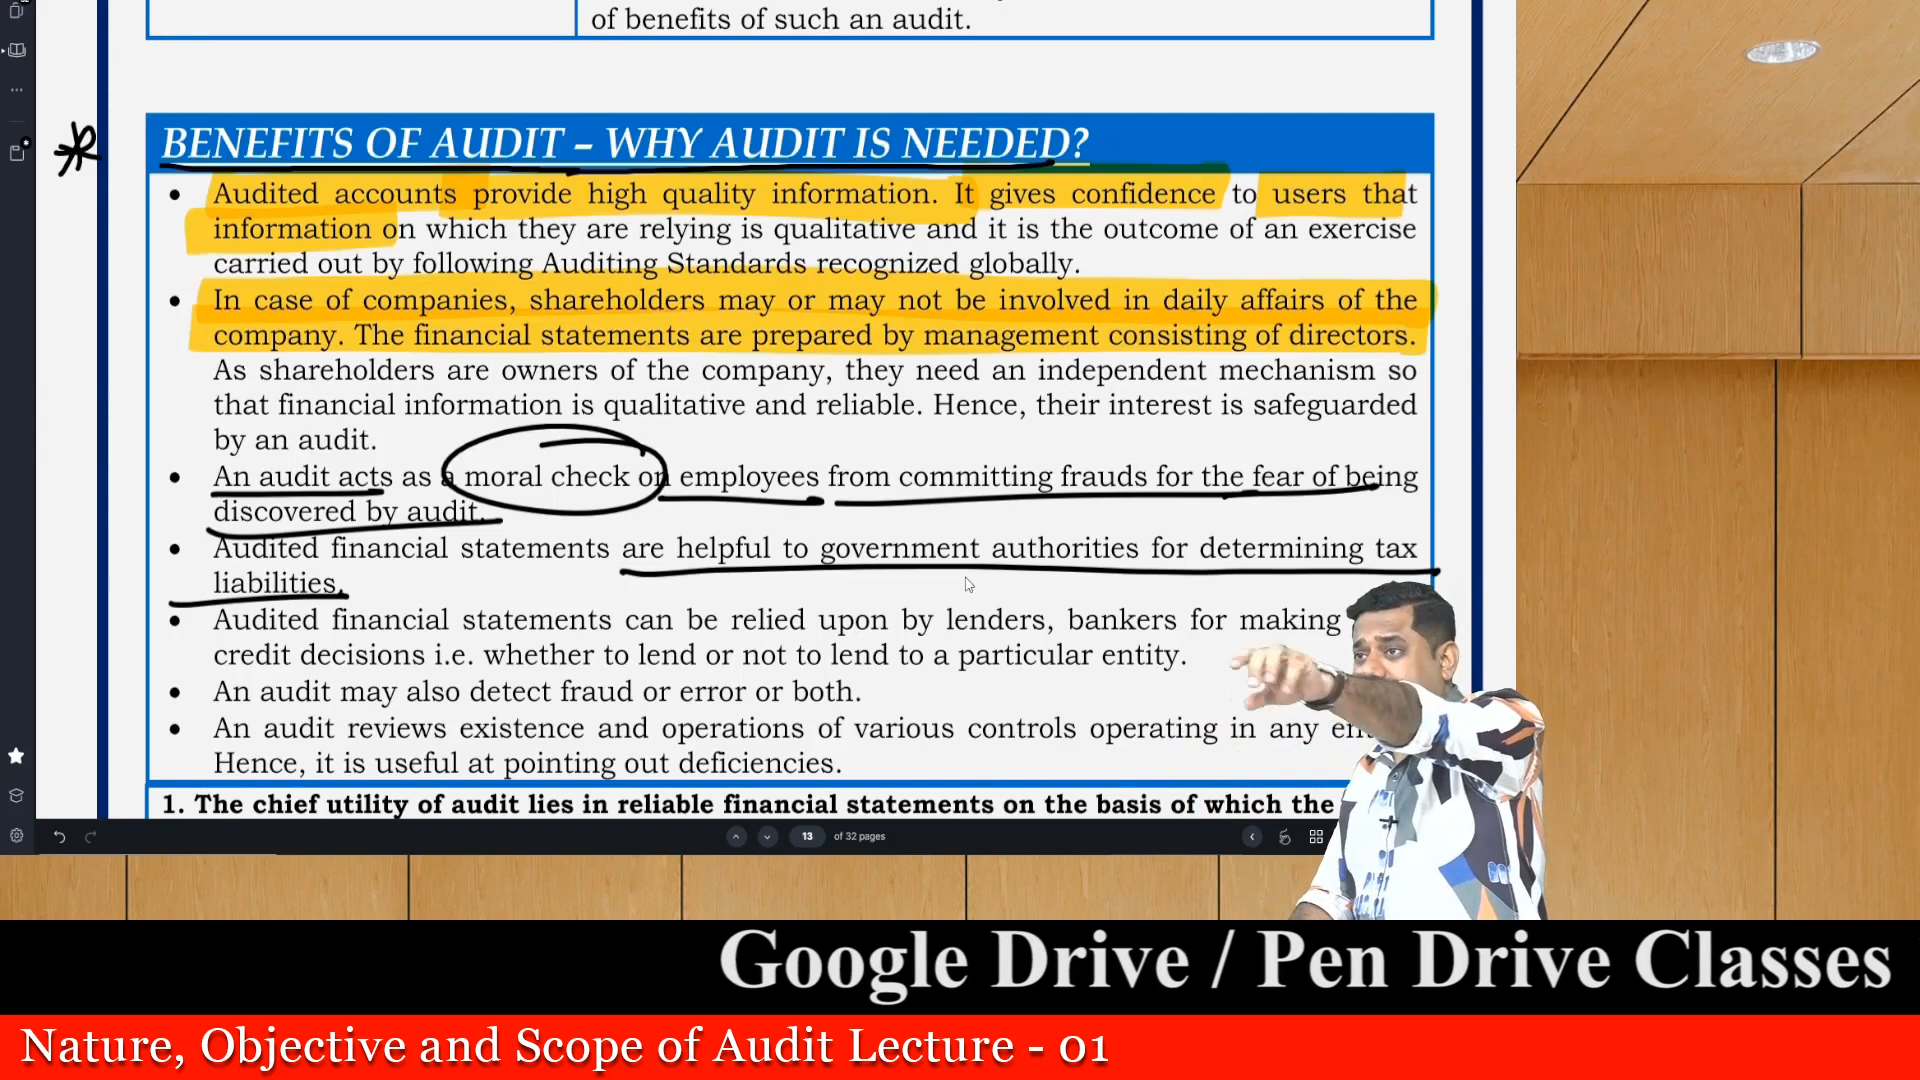 of benefits of such an audit.
BENEFITS OF AUDIT – WHY AUDIT IS NEEDED?
• Audited accounts provide high quality information. It gives confidence to users that
information on which they are relying is qualitative and it is the outcome of an exercise
carried out by following Auditing Standards recognized globally.
• In case of companies, shareholders may or may not be involved in daily affairs of the
company. The financial statements are prepared by management consisting of directors.
As shareholders are owners of the company, they need an independent mechanism so
that financial information is qualitative and reliable. Hence, their interest is safeguarded
by an audit.
• An audit acts as a moral check on employees from committing frauds for the fear of being
discovered by audit.
• Audited financial statements are helpful to government authorities for determining tax
liabilities.
• Audited financial statements can be relied upon by lenders, bankers for making
credit decisions i.e. whether to lend or not to lend to a particular entity.
• An audit may also detect fraud or error or both.
• An audit reviews existence and operations of various controls operating in any
Hence, it is useful at pointing out deficiencies.
1. The chief utility of audit lies in reliable financial statements on the basis of which the
13 of 32 pages
Google Drive / Pen Drive Classes
Nature, Objective and Scope of Audit Lecture - 01